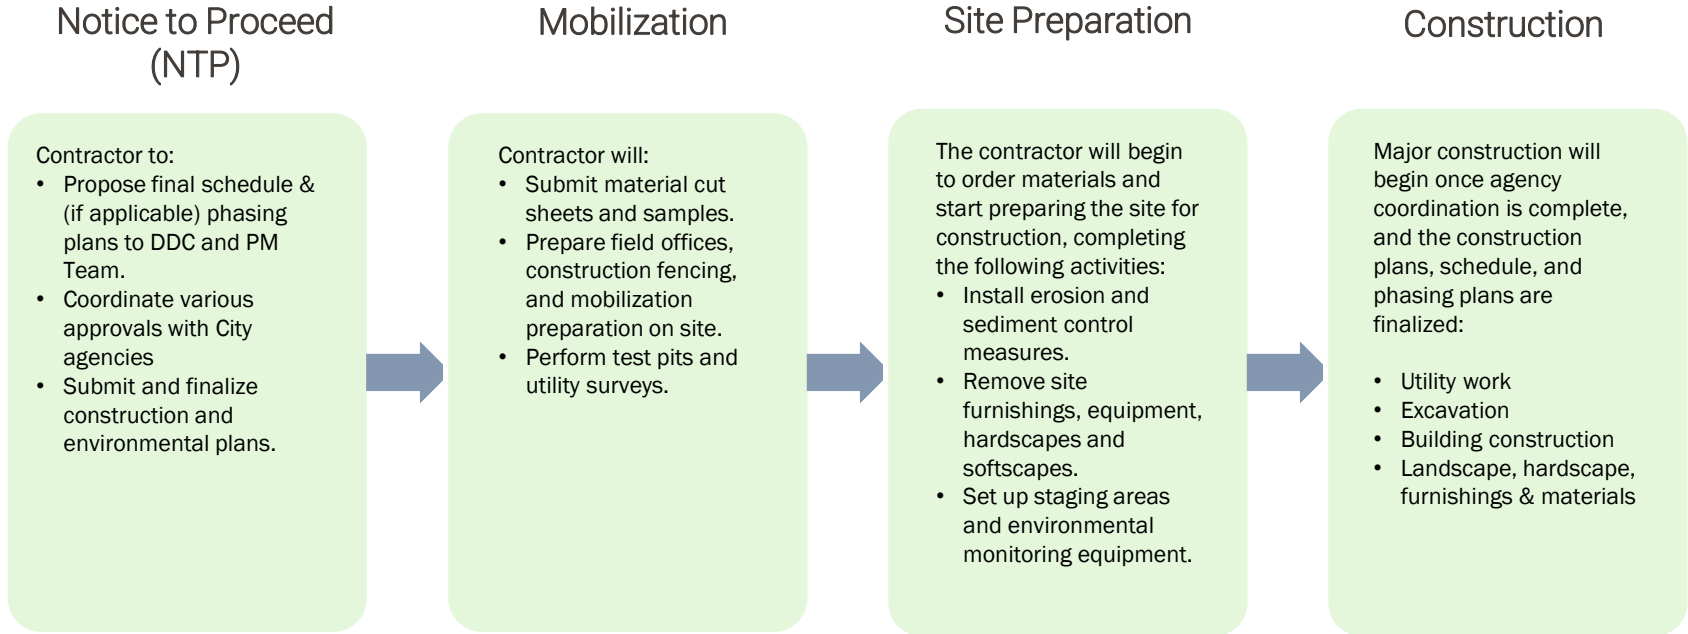 Notice to Proceed
(NTP)
Contractor to:
• Propose final schedule &
(if applicable) phasing
plans to DDC and PM
Team.
• Coordinate various
approvals with City
agencies
• Submit and finalize
construction and
environmental plans.
Mobilization
Contractor will:
• Submit material cut
sheets and samples.
• Prepare field offices,
construction fencing,
and mobilization
preparation on site.
• Perform test pits and
utility surveys.
Site Preparation
The contractor will begin
to order materials and
start preparing the site for
construction, completing
the following activities:
• Install erosion and
sediment control
measures.
• Remove site
furnishings, equipment,
hardscapes and
softscapes.
• Set up staging areas
and environmental
monitoring equipment.
Construction
Major construction will
begin once agency
coordination is complete,
and the construction
plans, schedule, and
phasing plans are
finalized:
• Utility work
• Excavation
• Building construction
• Landscape, hardscape,
furnishings & materials